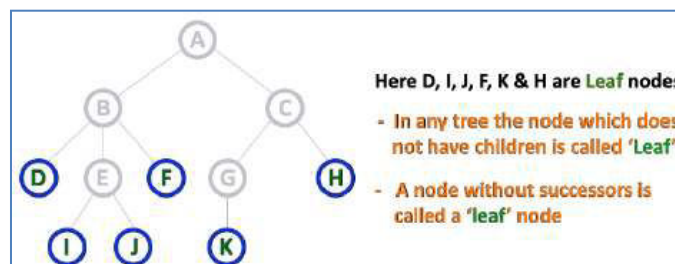 A
B
C
D
E
F
G
H
I
J
K
Here D, I, J, F, K & H are Leaf nodes
- In any tree the node which does
not have children is called 'Leaf'
- A node without successors is
called a 'leaf' node